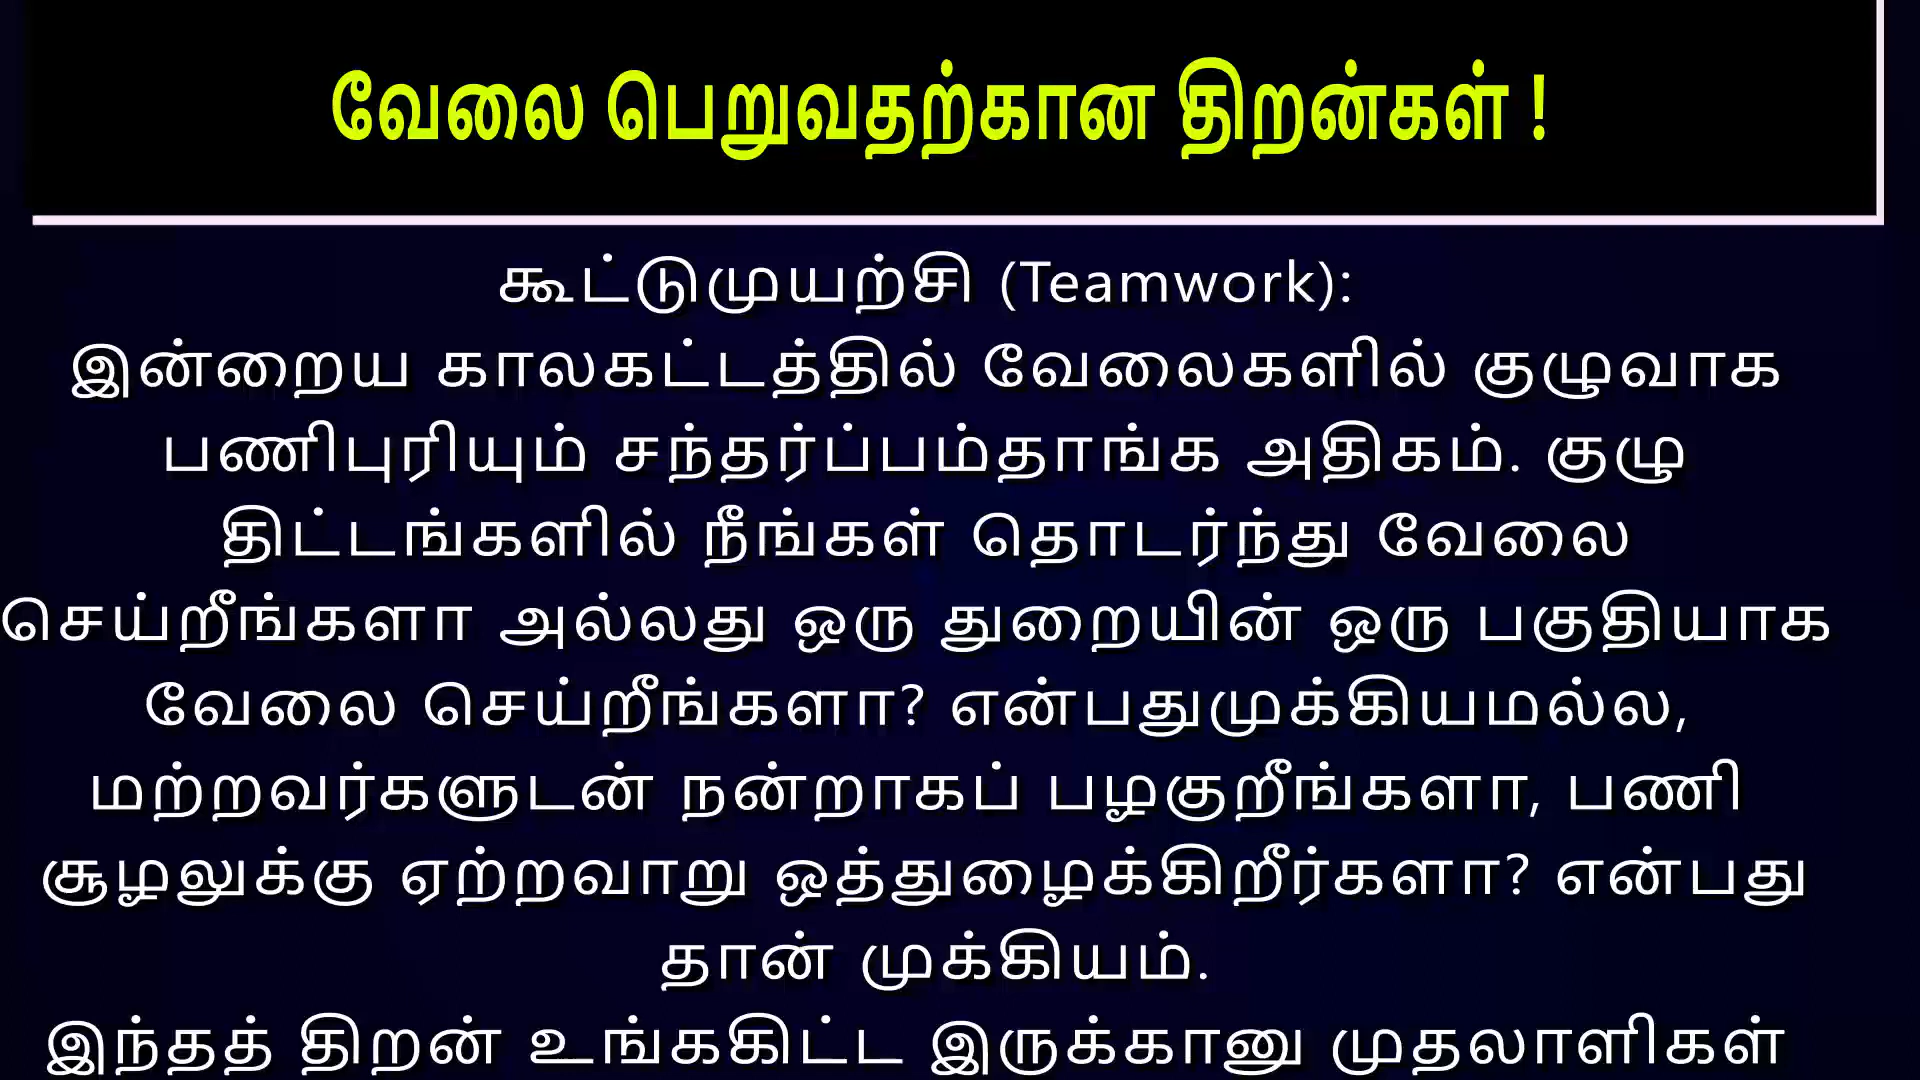 வேலை பெறுவதற்கான திறன்கள் !
கூட்டுமுயற்சி (Teamwork):
இன்றைய காலகட்டத்தில் வேலைகளில் குழுவாக
பணிபுரியும் சந்தர்ப்பம்தாங்க அதிகம். குழு
திட்டங்களில் நீங்கள் தொடர்ந்து வேலை
செய்றீங்களா அல்லது ஒரு துறையின் ஒரு பகுதியாக
வேலை செய்றீங்களா? என்பதுமுக்கியமல்ல,
மற்றவர்களுடன் நன்றாகப் பழகுறீங்களா, பணி
சூழலுக்கு ஏற்றவாறு ஒத்துழைக்கிறீர்களா? என்பது
தான் முக்கியம்.
இந்தத் திறன் உங்ககிட்ட இருக்கானு முதலாளிகள்